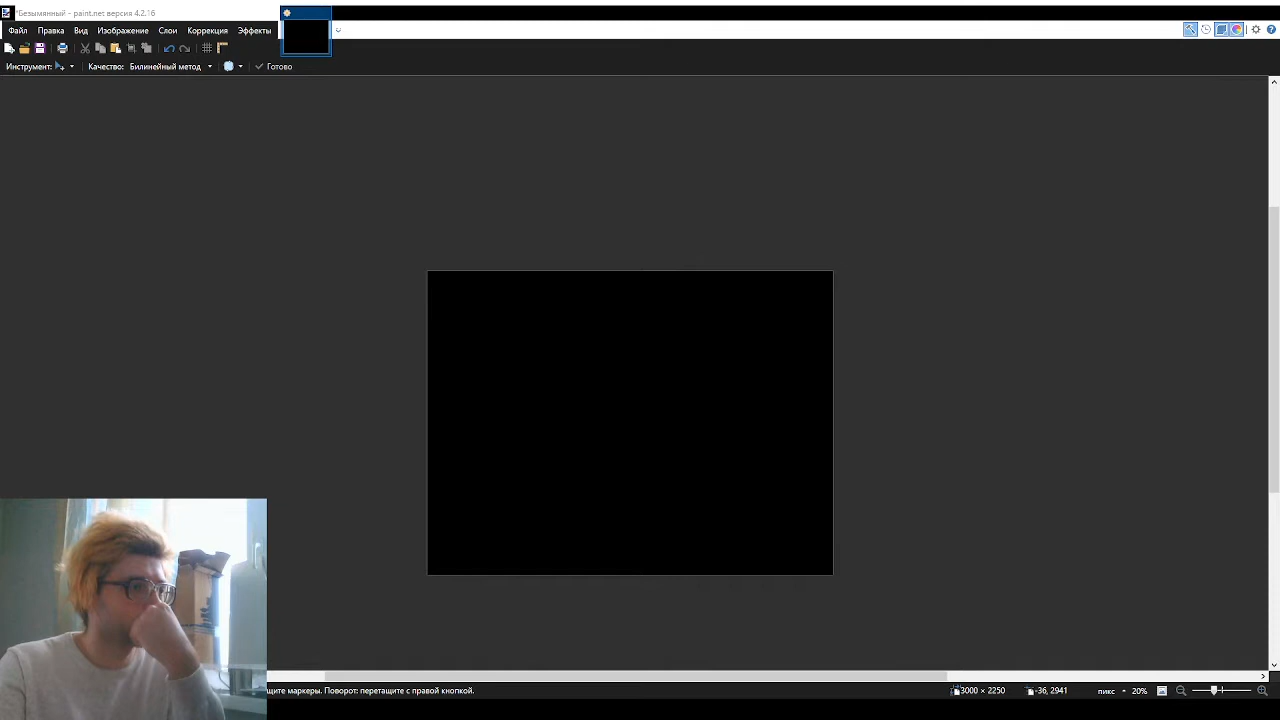 *Безымянный - paint.net версия 4.2.16
Файл Правка Вид Изображение Слои Коррекция Эффекты
Инструмент: Качество: Билинейный метод Готово
щите маркеры. Поворот: перетащите с правой кнопкой.
3000 × 2250 -36, 2941 пикс 20%